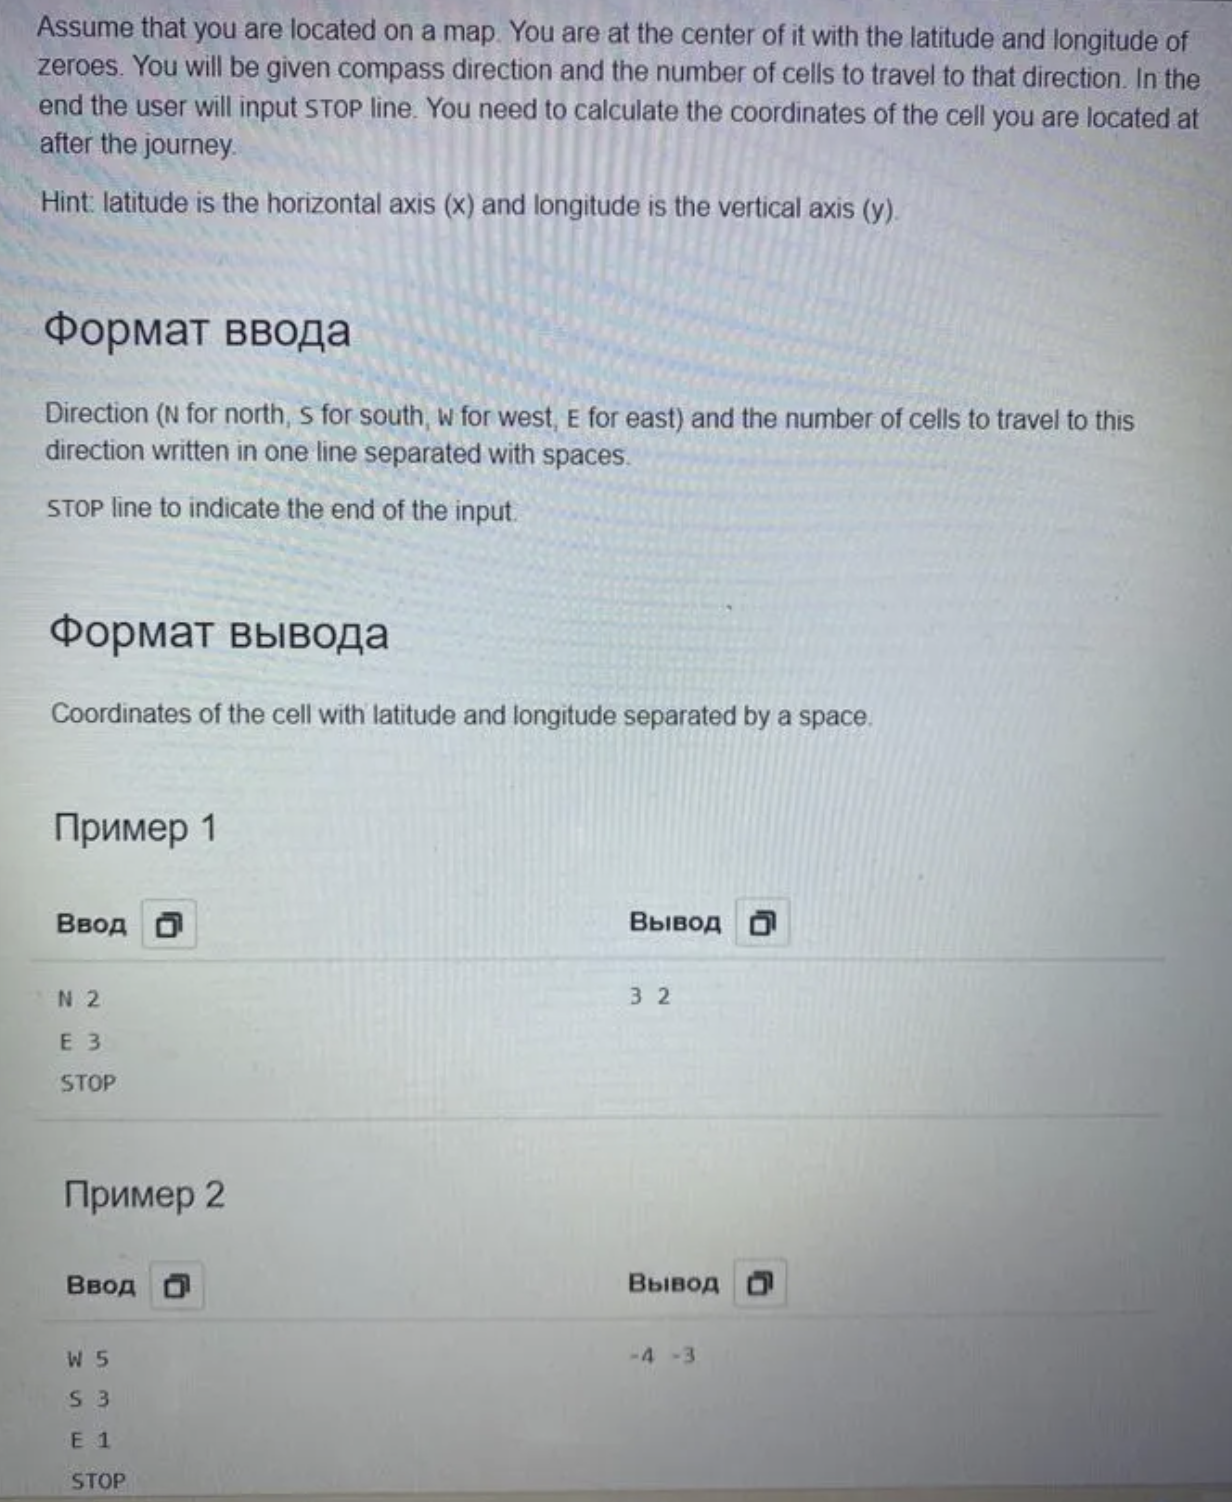 Assume that you are located on a map. You are at the center of it with the latitude and longitude of
zeroes. You will be given compass direction and the number of cells to travel to that direction. In the
end the user will input STOP line. You need to calculate the coordinates of the cell you are located at
after the journey.
Hint: latitude is the horizontal axis (x) and longitude is the vertical axis (y).
Формат ввода
Direction (N for north, S for south, W for west, E for east) and the number of cells to travel to this
direction written in one line separated with spaces.
STOP line to indicate the end of the input.
Формат вывода
Coordinates of the cell with latitude and longitude separated by a space.
Пример 1
Ввод Вывод
N 2 3 2
E 3
STOP
Пример 2
Ввод Вывод
W 5 -4 -3
S 3
E 1
STOP